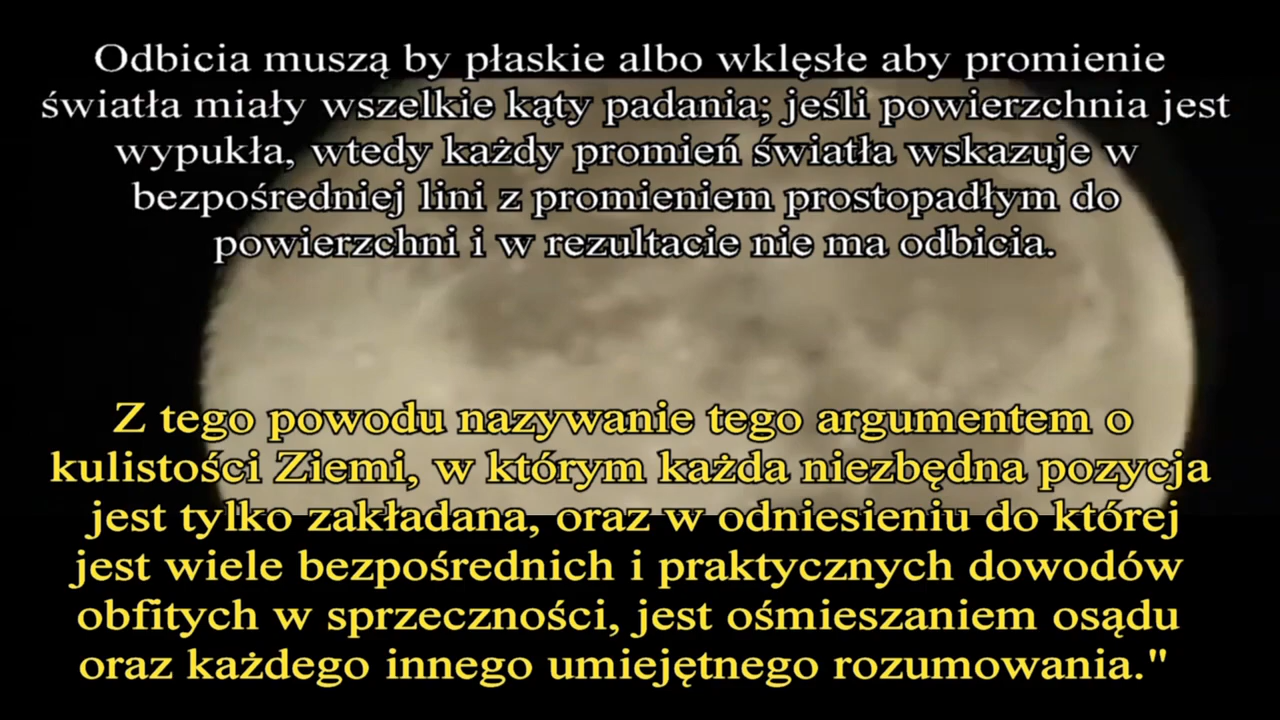 Odbicia muszą by płaskie albo wklęsłe aby promienie
światła miały wszelkie kąty padania; jeśli powierzchnia jest
wypukła, wtedy każdy promień światła wskazuje w
bezpośredniej lini z promieniem prostopadłym do
powierzchni i w rezultacie nie ma odbicia.
Z tego powodu nazywanie tego argumentem o
kulistości Ziemi, w którym każda niezbędna pozycja
jest tylko zakładana, oraz w odniesieniu do której
jest wiele bezpośrednich i praktycznych dowodów
obfitych w sprzeczności, jest ośmieszaniem osądu
oraz każdego innego umiejętnego rozumowania."